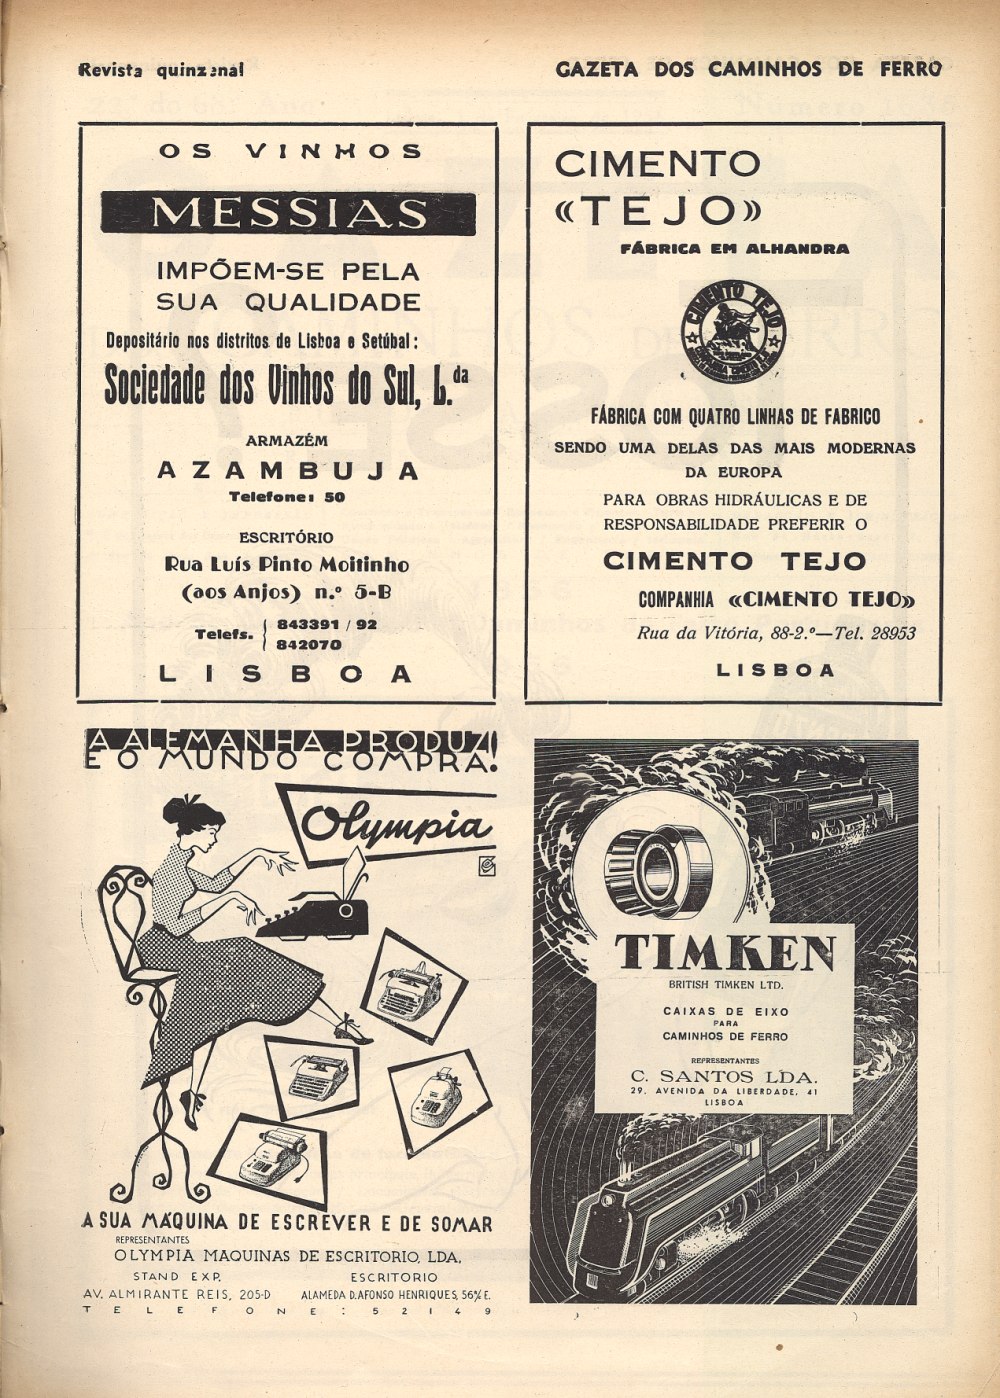 Revista quinzenal
GAZETA DOS CAMINHOS DE FERRO
OS VINHOS
MESSIAS
IMPÕEM-SE PELA
SUA QUALIDADE
Depositário nos distritos de Lisboa e Setúbal:
Sociedade dos Vinhos do Sul, L.da
ARMAZÉM
AZAMBUJA
Telefone: 50
ESCRITÓRIO
Rua Luís Pinto Moitinho
(aos Anjos) n.º 5-B
Telefs. { 843391 / 92
842070
LISBOA
CIMENTO
«TEJO»
FÁBRICA EM ALHANDRA
CIMENTO TEJO
FÁBRICA COM QUATRO LINHAS DE FABRICO
SENDO UMA DELAS DAS MAIS MODERNAS
DA EUROPA
PARA OBRAS HIDRÁULICAS E DE
RESPONSABILIDADE PREFERIR O
CIMENTO TEJO
COMPANHIA «CIMENTO TEJO»
Rua da Vitória, 88-2.º—Tel. 28953
LISBOA
A ALEMANHA PRODUZ!
E O MUNDO COMPRA!
Olympia
A SUA MÁQUINA DE ESCREVER E DE SOMAR
REPRESENTANTES
OLYMPIA MAQUINAS DE ESCRITORIO, LDA.
STAND EXP.
AV. ALMIRANTE REIS, 205-D
ESCRITORIO
ALAMEDA D. AFONSO HENRIQUES, 56 1/c E.
TELEFONE: 52149
TIMKEN
BRITISH TIMKEN LTD.
CAIXAS DE EIXO
PARA
CAMINHOS DE FERRO
REPRESENTANTES
C. SANTOS LDA.
29, AVENIDA DA LIBERDADE, 41
LISBOA